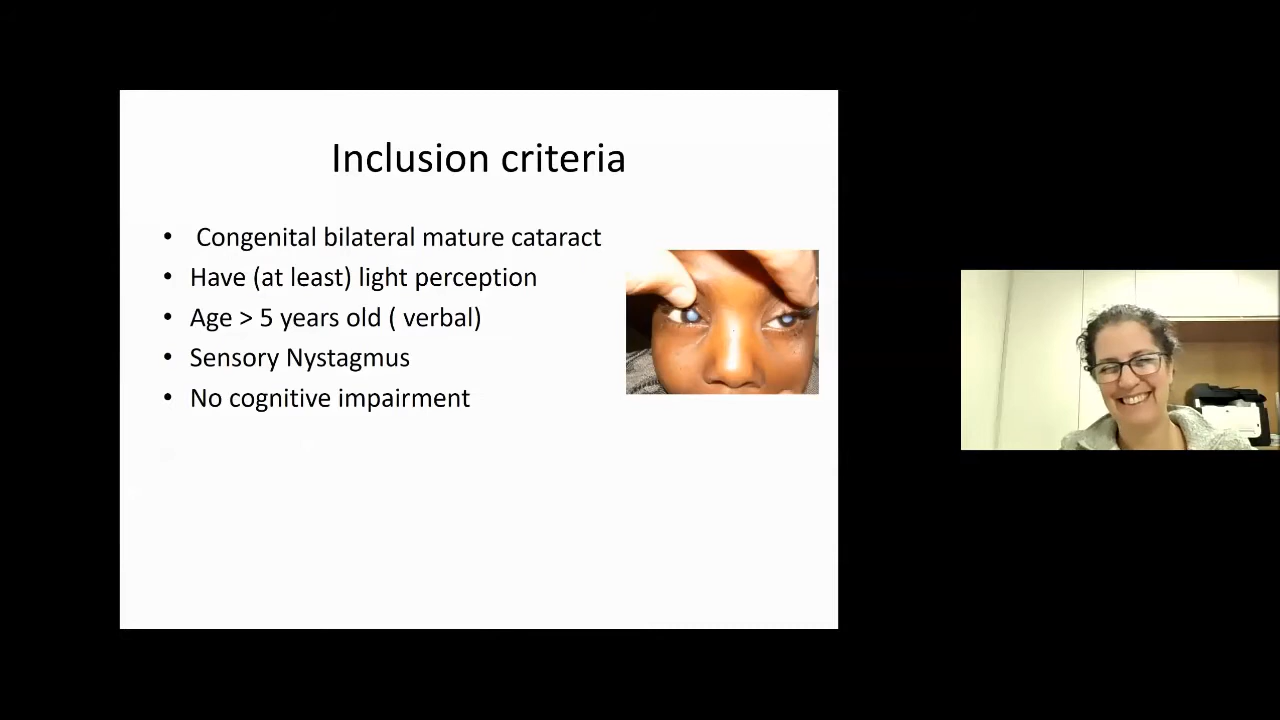 Inclusion criteria
• Congenital bilateral mature cataract
• Have (at least) light perception
• Age > 5 years old ( verbal)
• Sensory Nystagmus
• No cognitive impairment